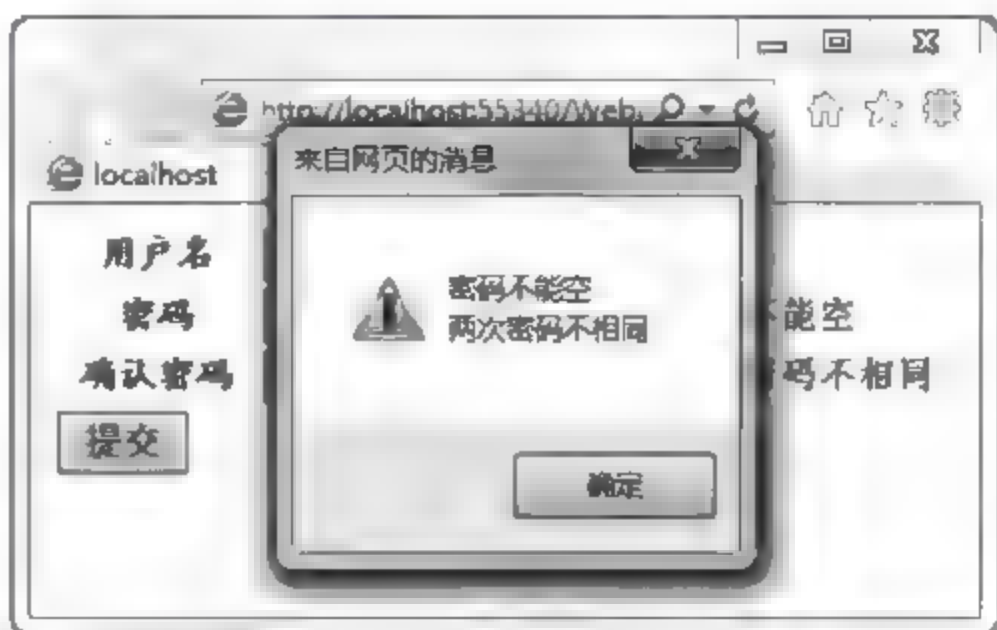 http://localhost:55340/Web
localhost
来自网页的消息
用户名
密码
确认密码
提交
密码不能空
两次密码不相同
确定
不能空
密码不相同